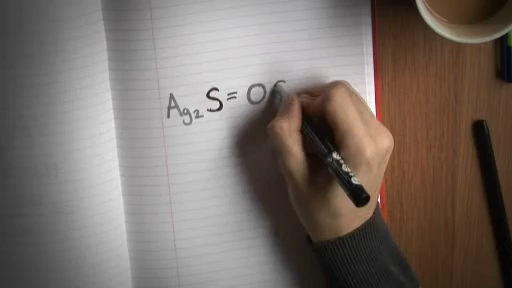 Ag₂S = O